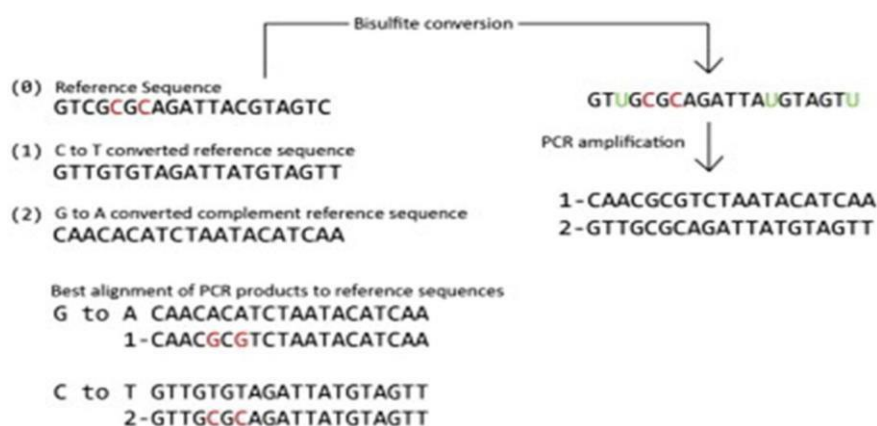 Bisulfite conversion
(0) Reference Sequence
GTCGCGCAGATTACGTAGTC
(1) C to T converted reference sequence
GTTGTGTAGATTATGTAGTT
(2) G to A converted complement reference sequence
CAACACATCTAATACATCAA
GTUGCGCAGATTAUGTAGTU
PCR amplification
1-CAACGCGTCTAATACATCAA
2-GTTGCGCAGATTATGTAGTT
Best alignment of PCR products to reference sequences
G to A CAACACATCTAATACATCAA
1-CAACGCGTCTAATACATCAA
C to T GTTGTGTAGATTATGTAGTT
2-GTTGCGCAGATTATGTAGTT